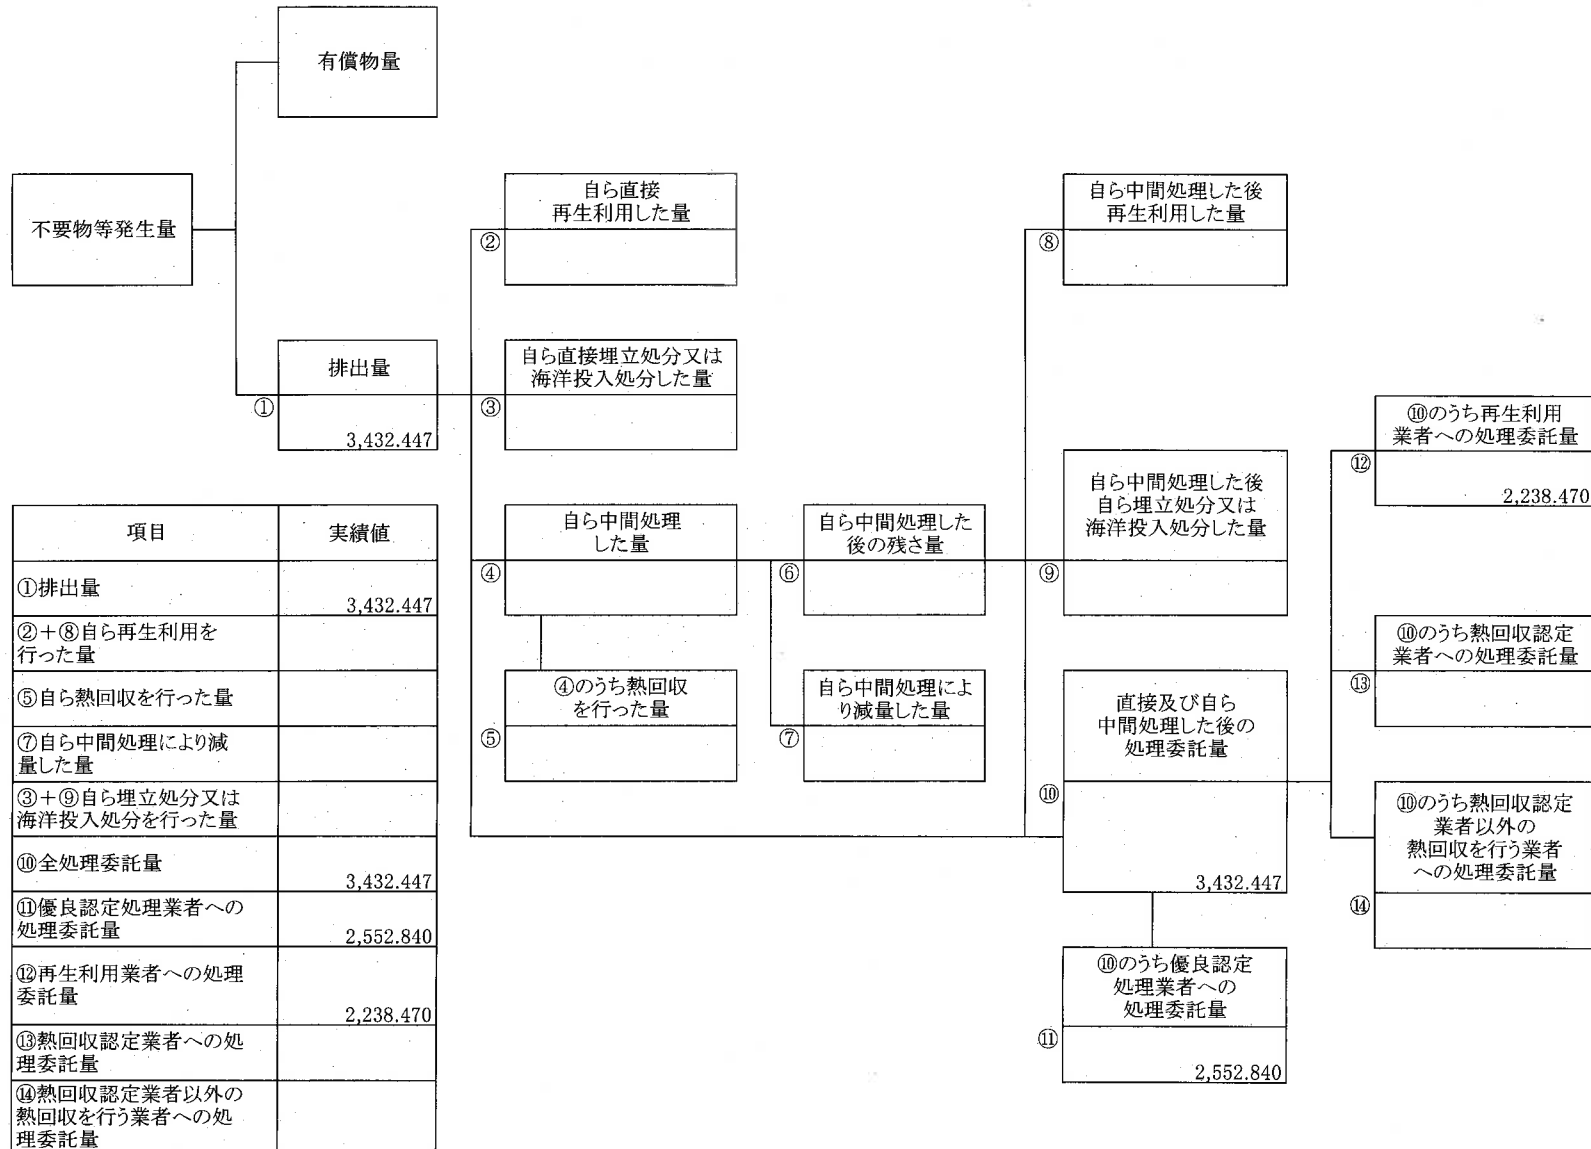 有償物量
不要物等発生量
自ら直接
再生利用した量
②
自ら中間処理した後
再生利用した量
⑧
排出量
①
3,432.447
自ら直接埋立処分又は
海洋投入処分した量
③
⑩のうち再生利用
業者への処理委託量
⑫
2,238.470
自ら中間処理
した量
④
自ら中間処理した
後の残さ量
⑥
自ら中間処理した後
自ら埋立処分又は
海洋投入処分した量
⑨
④のうち熱回収
を行った量
⑤
自ら中間処理によ
り減量した量
⑦
直接及び自ら
中間処理した後の
処理委託量
⑩
3,432.447
⑩のうち熱回収認定
業者への処理委託量
⑬
⑩のうち熱回収認定
業者以外の
熱回収を行う業者
への処理委託量
⑭
⑩のうち優良認定
処理業者への
処理委託量
⑪
2,552.840
項目 実績値
①排出量
3,432.447
②+⑧自ら再生利用を
行った量
⑤自ら熱回収を行った量
⑦自ら中間処理により減
量した量
③+⑨自ら埋立処分又は
海洋投入処分を行った量
⑩全処理委託量
3,432.447
⑪優良認定処理業者への
処理委託量
2,552.840
⑫再生利用業者への処理
委託量
2,238.470
⑬熱回収認定業者への処
理委託量
⑭熱回収認定業者以外の
熱回収を行う業者への処
理委託量